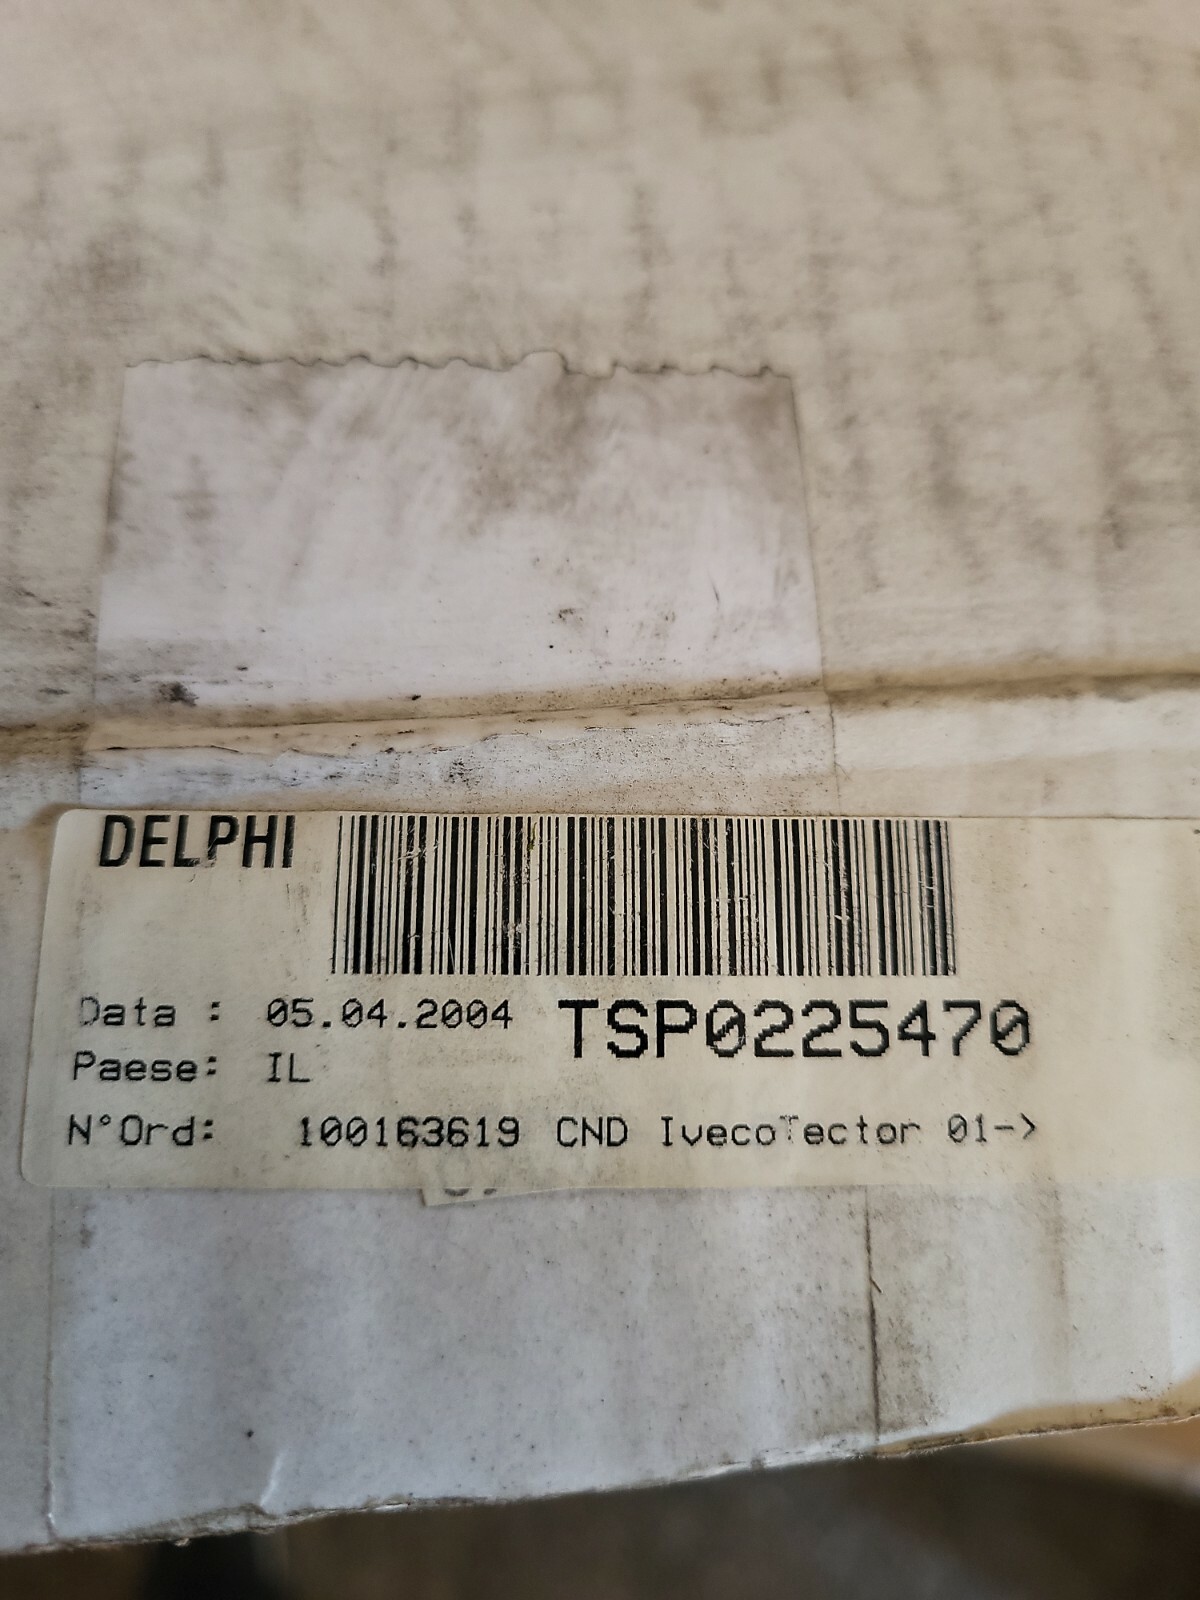 DELPHI
Data : 05.04.2004 TSP0225470
Paese: IL
N°Ord: 100163619 CND IvecoTector 01->